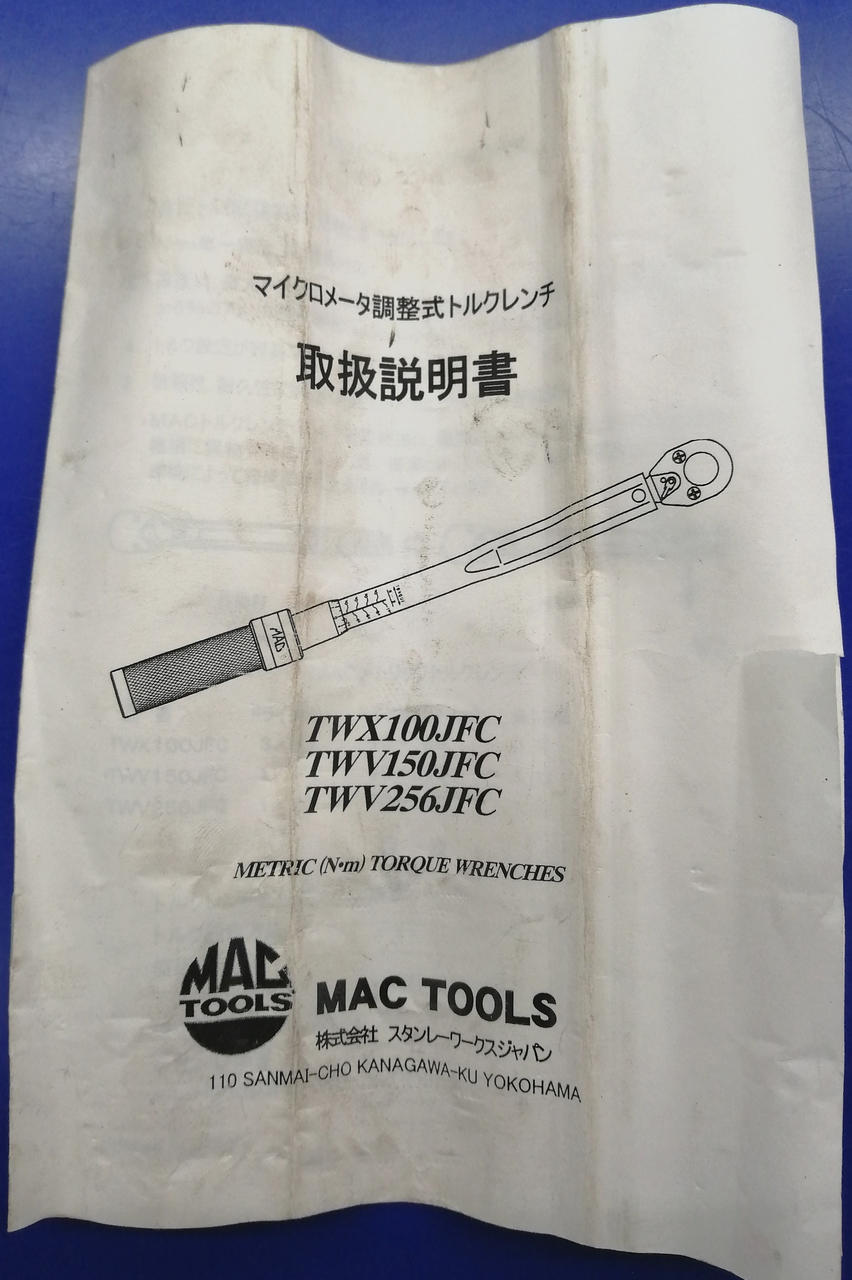 マイクロメータ調整式トルクレンチ
取扱説明書
MAC
TWX100JFC
TWV150JFC
TWV256JFC
METRIC (N•m) TORQUE WRENCHES
MAC
TOOLS
MAC TOOLS
株式会社 スタンレーワークスジャパン
110 SANMAI-CHO KANAGAWA-KU YOKOHAMA